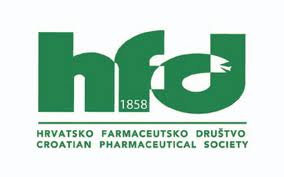 hfd
1858
HRVATSKO FARMACEUTSKO DRUŠTVO
CROATIAN PHARMACEUTICAL SOCIETY